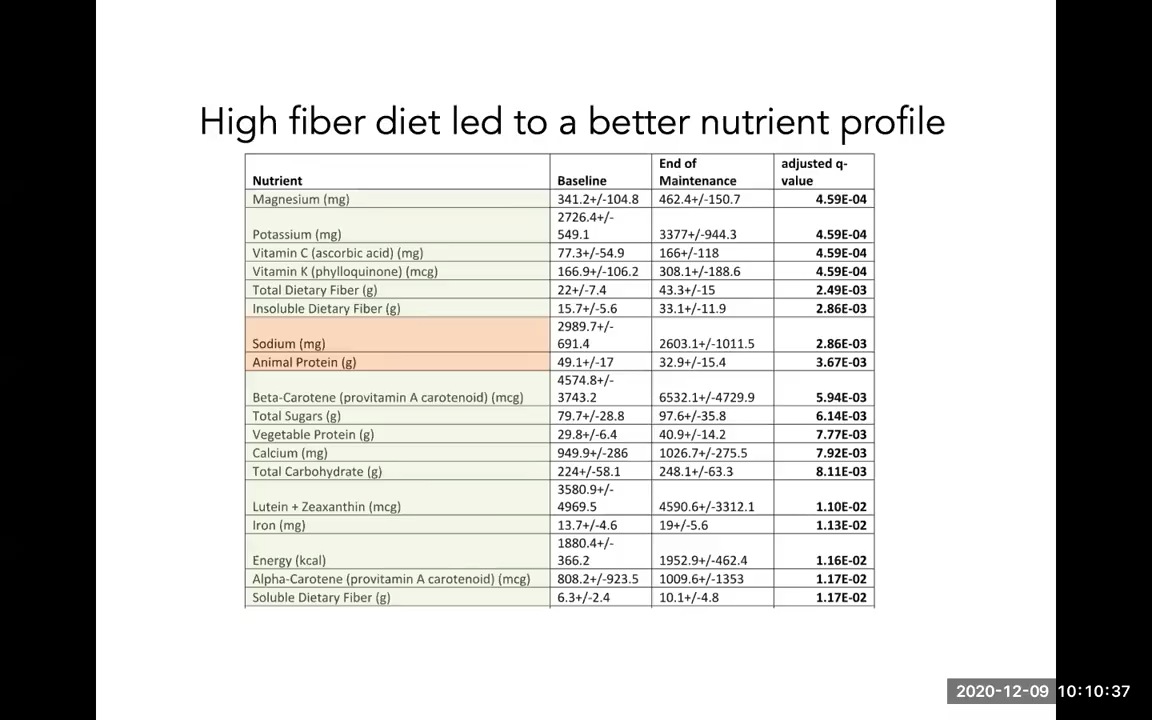 High fiber diet led to a better nutrient profile
Nutrient Baseline End of Maintenance adjusted q-value
Magnesium (mg) 341.2+/-104.8 462.4+/-150.7 4.59E-04
Potassium (mg) 2726.4+/-549.1 3377+/-944.3 4.59E-04
Vitamin C (ascorbic acid) (mg) 77.3+/-54.9 166+/-118 4.59E-04
Vitamin K (phylloquinone) (mcg) 166.9+/-106.2 308.1+/-188.6 4.59E-04
Total Dietary Fiber (g) 22+/-7.4 43.3+/-15 2.49E-03
Insoluble Dietary Fiber (g) 15.7+/-5.6 33.1+/-11.9 2.86E-03
Sodium (mg) 2989.7+/-691.4 2603.1+/-1011.5 2.86E-03
Animal Protein (g) 49.1+/-17 32.9+/-15.4 3.67E-03
Beta-Carotene (provitamin A carotenoid) (mcg) 4574.8+/-3743.2 6532.1+/-4729.9 5.94E-03
Total Sugars (g) 79.7+/-28.8 97.6+/-35.8 6.14E-03
Vegetable Protein (g) 29.8+/-6.4 40.9+/-14.2 7.77E-03
Calcium (mg) 949.9+/-286 1026.7+/-275.5 7.92E-03
Total Carbohydrate (g) 224+/-58.1 248.1+/-63.3 8.11E-03
Lutein + Zeaxanthin (mcg) 3580.9+/-4969.5 4590.6+/-3312.1 1.10E-02
Iron (mg) 13.7+/-4.6 19+/-5.6 1.13E-02
Energy (kcal) 1880.4+/-366.2 1952.9+/-462.4 1.16E-02
Alpha-Carotene (provitamin A carotenoid) (mcg) 808.2+/-923.5 1009.6+/-1353 1.17E-02
Soluble Dietary Fiber (g) 6.3+/-2.4 10.1+/-4.8 1.17E-02
2020-12-09 10:10:37